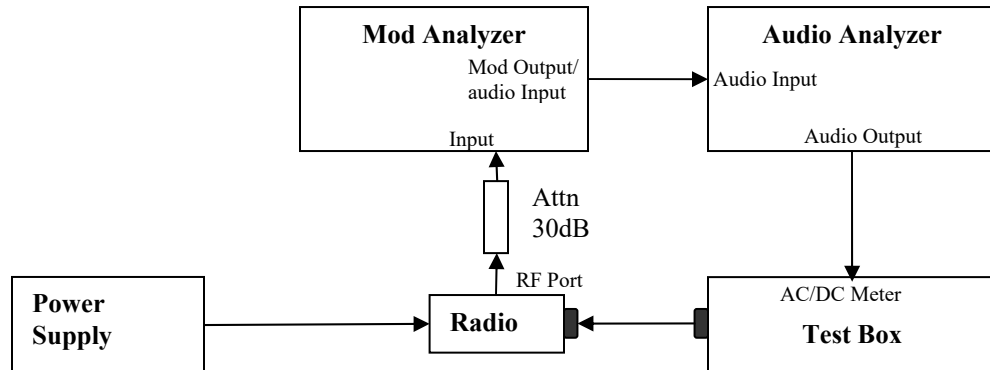 Mod Analyzer
Mod Output/
audio Input
Input
Audio Analyzer
Audio Input
Audio Output
Attn
30dB
RF Port
Power
Supply
Radio
AC/DC Meter
Test Box